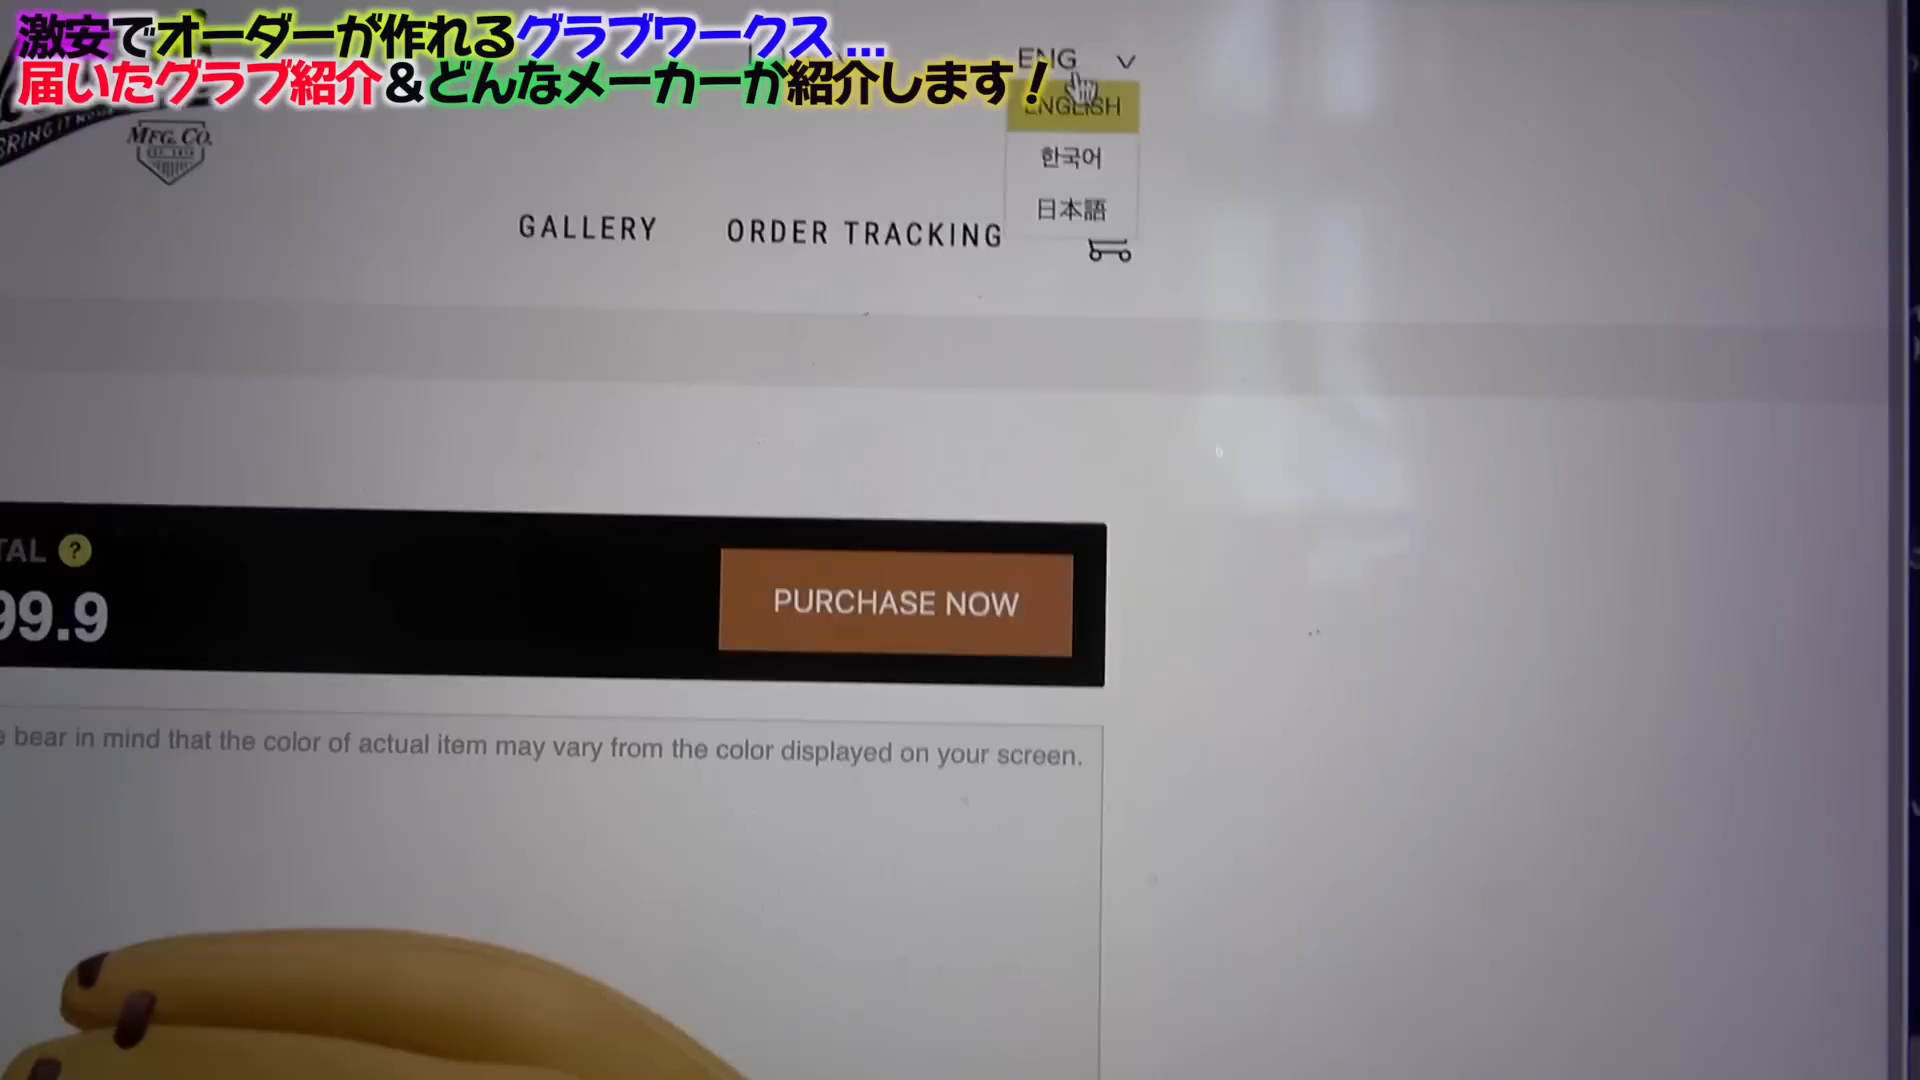 激安でオーダーが作れるグラブワークス...
届いたグラブ紹介＆どんなメーカーか紹介します！
ENG
ENGLISH
한국어
日本語
BRING IT
MFG. CO.
GALLERY ORDER TRACKING
TAL ?
99.9
PURCHASE NOW
bear in mind that the color of actual item may vary from the color displayed on your screen.